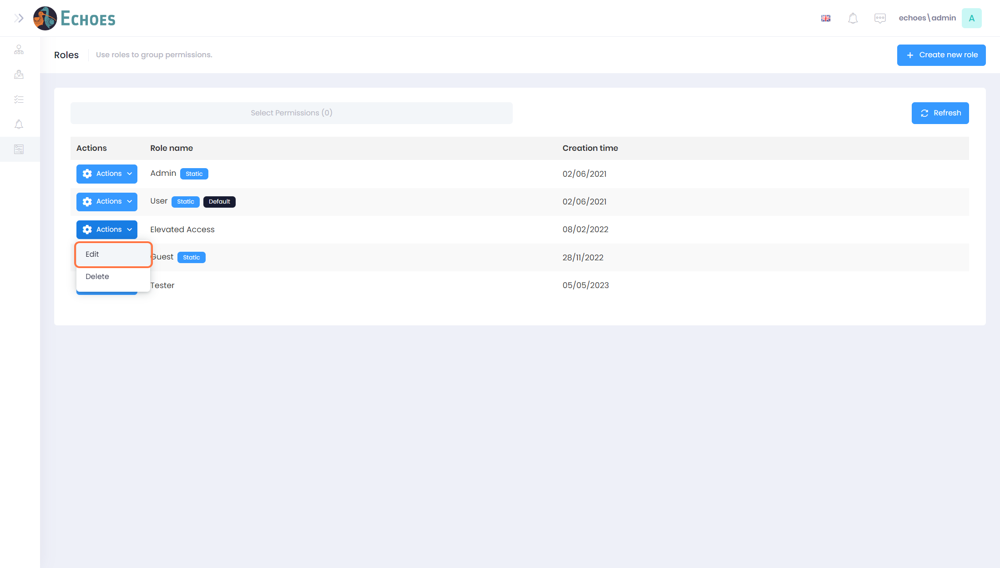 ECHOES
echoes\admin
A
Roles
Use roles to group permissions.
Create new role
Select Permissions (0)
Refresh
Actions Role name Creation time
Actions Admin Static 02/06/2021
Actions User Static Default 02/06/2021
Actions Elevated Access 08/02/2022
Edit
Guest Static 28/11/2022
Delete
Tester 05/05/2023